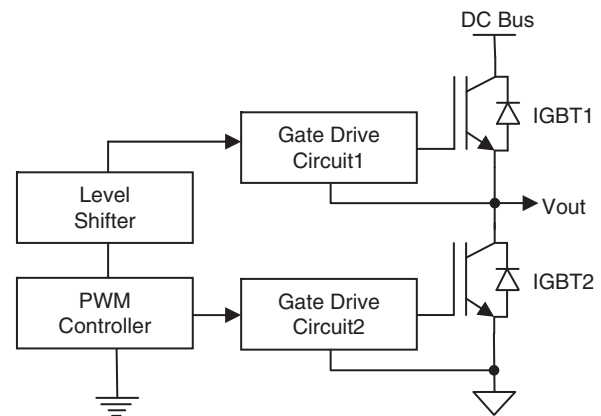 DC Bus
Gate Drive
Circuit1
IGBT1
Level
Shifter
Vout
PWM
Controller
Gate Drive
Circuit2
IGBT2